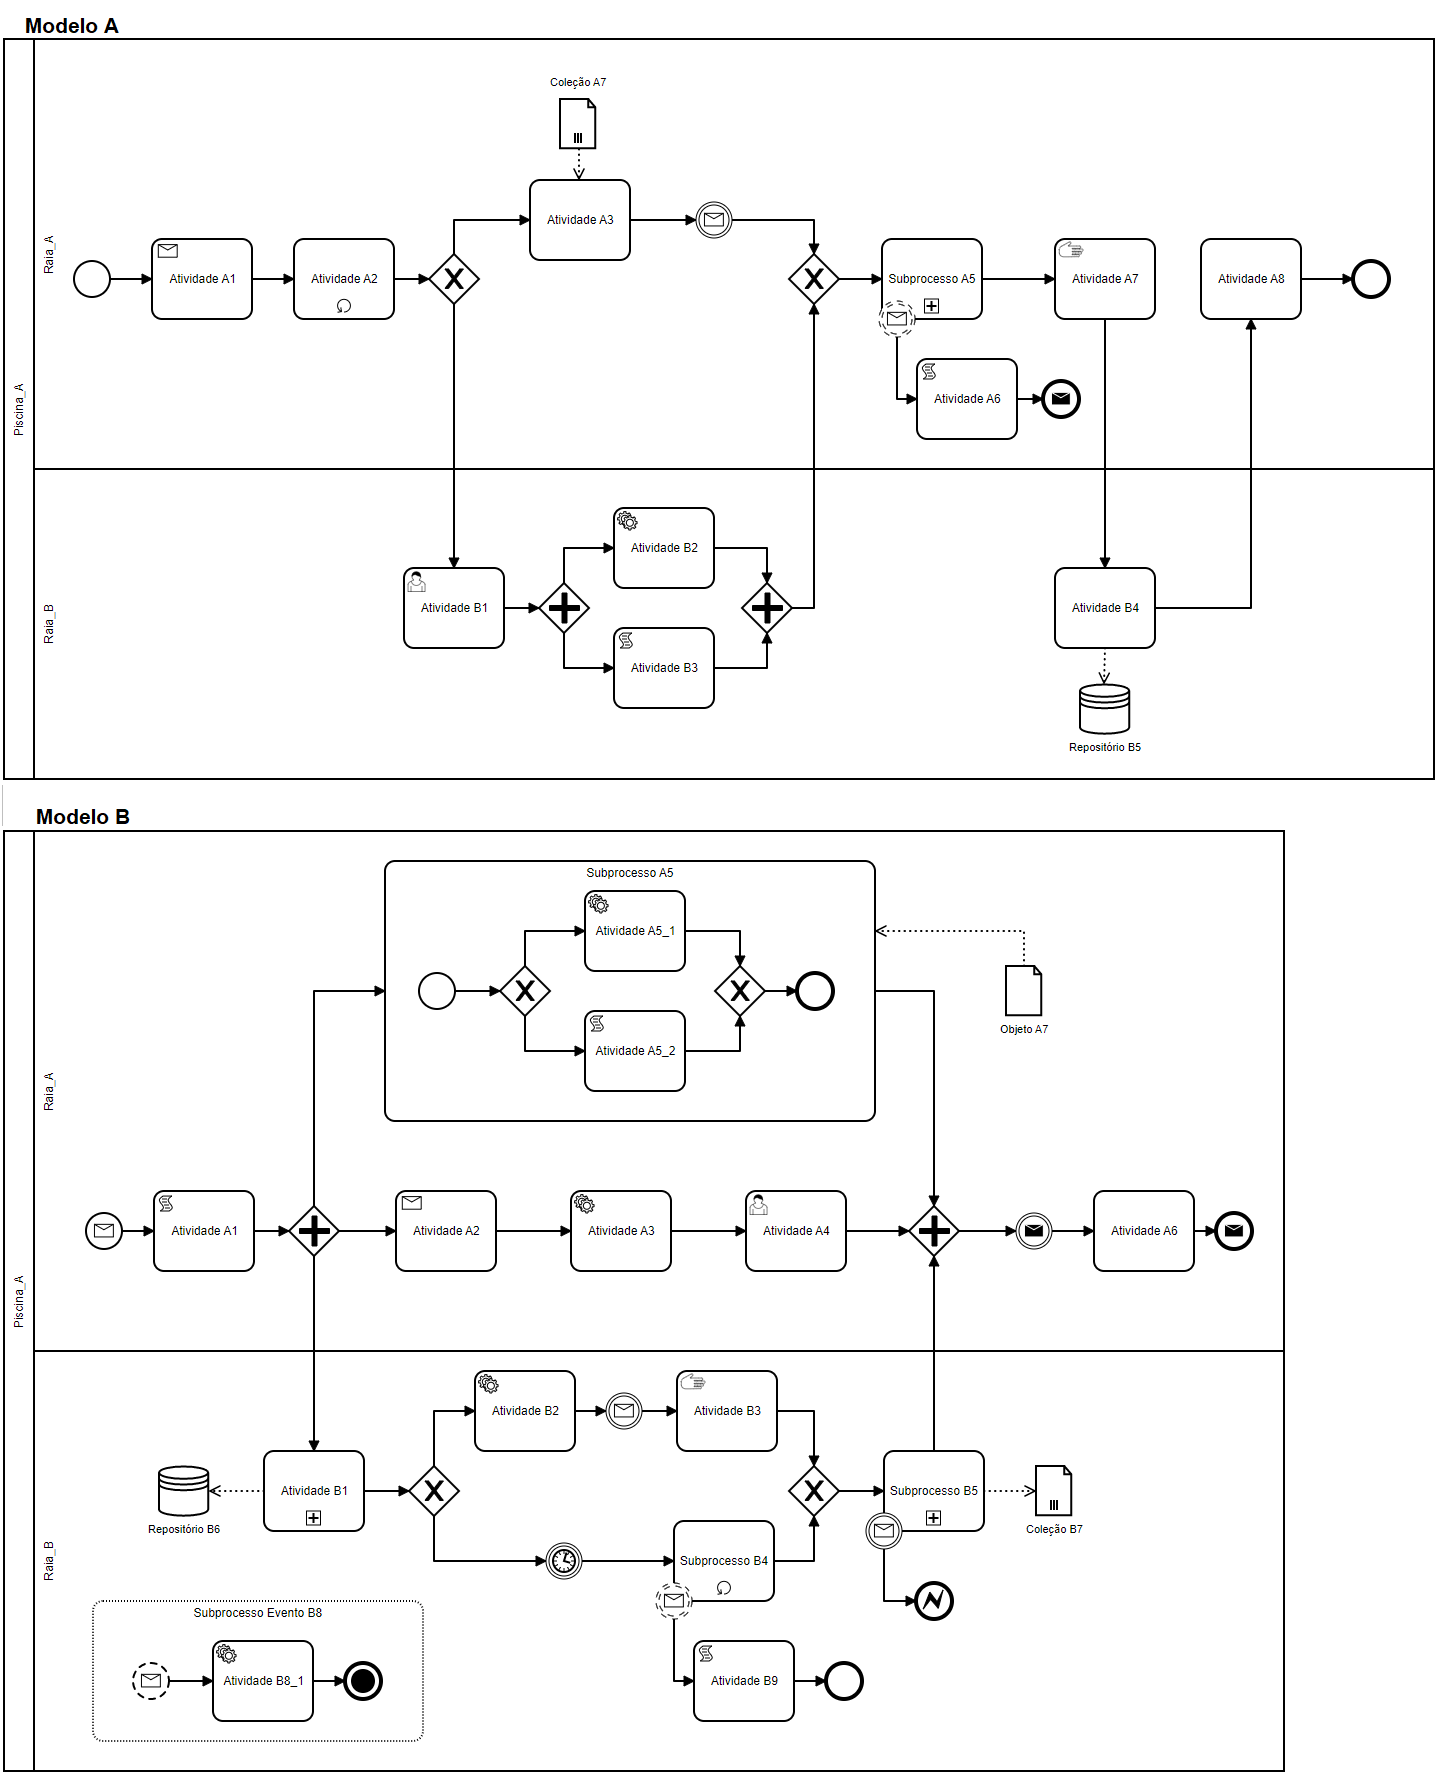 Modelo A
Piscina_A
Raia_A
Coleção A7
Atividade A3
Atividade A1
Atividade A2
X
X
Subprocesso A5
Atividade A7
Atividade A8
Atividade A6
Raia_B
Atividade B2
Atividade B1
Atividade B4
Atividade B3
Repositório B5
Modelo B
Piscina_A
Raia_A
Subprocesso A5
Atividade A5_1
X
X
Atividade A5_2
Objeto A7
Atividade A1
Atividade A2
Atividade A3
Atividade A4
Atividade A6
Raia_B
Atividade B2
Atividade B3
Atividade B1
X
X
Subprocesso B5
Repositório B6
Coleção B7
Subprocesso B4
Subprocesso Evento B8
Atividade B8_1
Atividade B9